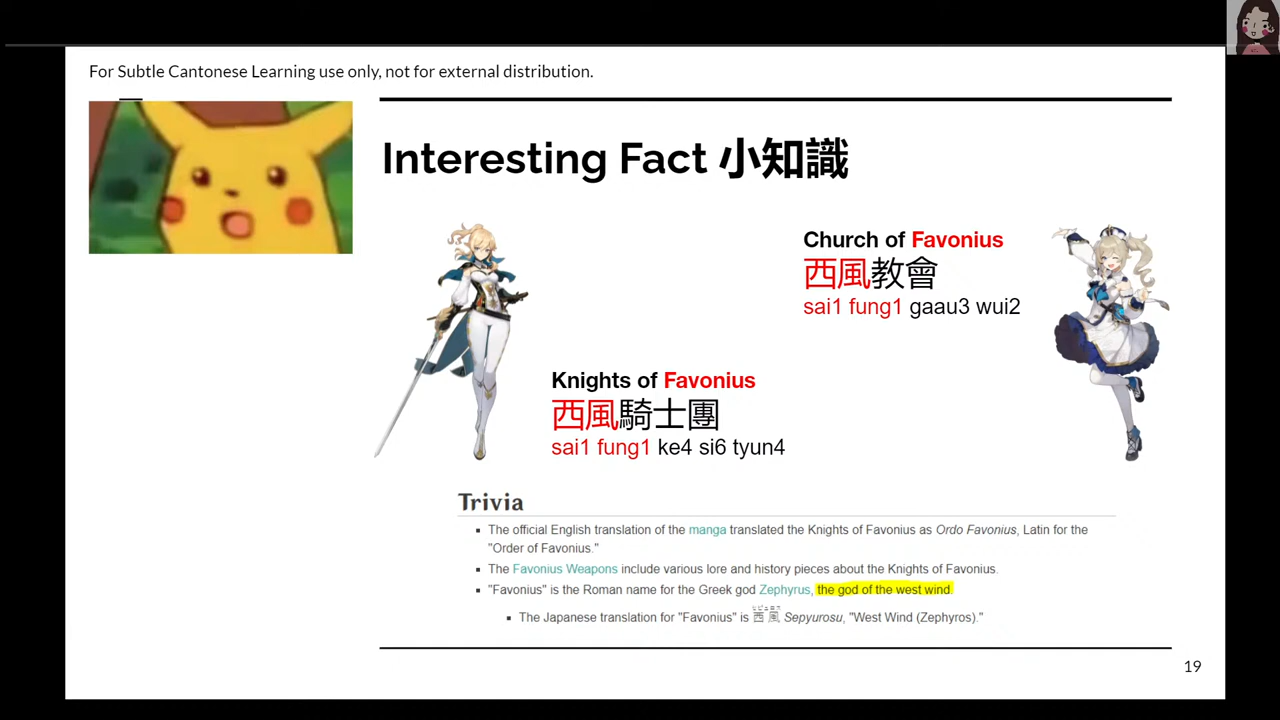 For Subtle Cantonese Learning use only, not for external distribution.
Interesting Fact 小知識
Church of Favonius
西風教會
sai1 fung1 gaau3 wui2
Knights of Favonius
西風騎士團
sai1 fung1 ke4 si6 tyun4
Trivia
The official English translation of the manga translated the Knights of Favonius as Ordo Favonius, Latin for the
"Order of Favonius."
The Favonius Weapons include various lore and history pieces about the Knights of Favonius.
"Favonius" is the Roman name for the Greek god Zephyrus, the god of the west wind.
The Japanese translation for "Favonius" is 西風 Sepyurosu, "West Wind (Zephyros)."
19